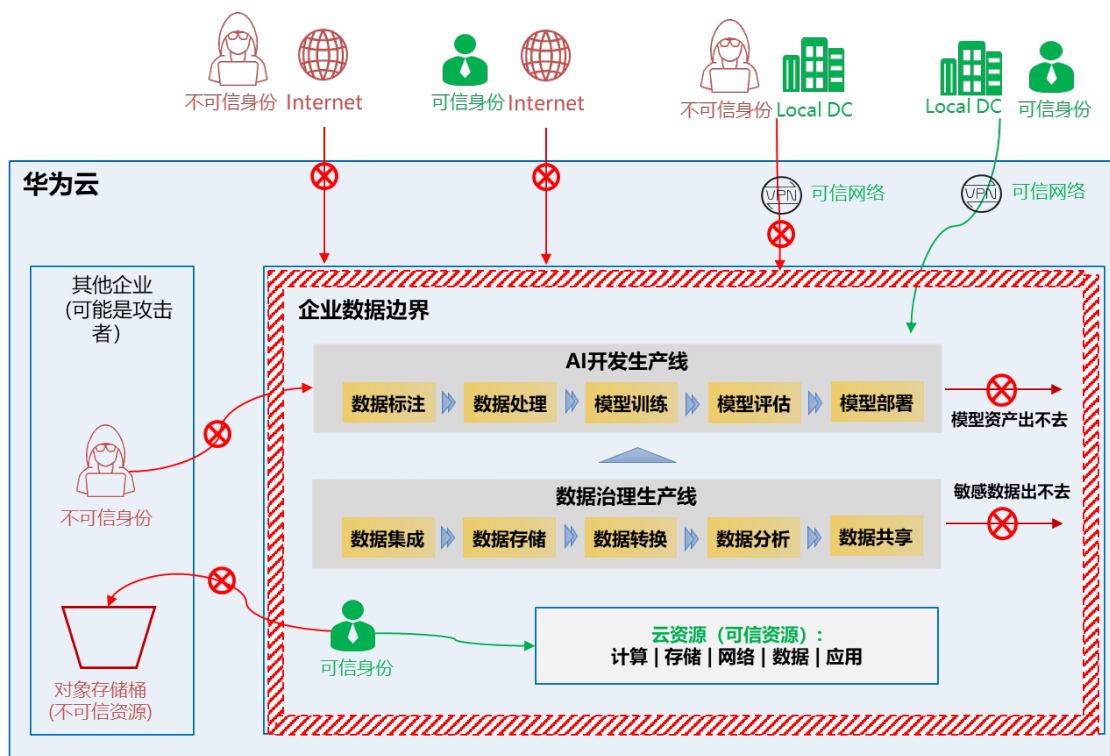 不可信身份
Internet
可信身份
Internet
不可信身份
Local DC
Local DC
可信身份
华为云
VPN
可信网络
VPN
可信网络
其他企业
(可能是攻击
者）
企业数据边界
AI开发生产线
数据标注
数据处理
模型训练
模型评估
模型部署
模型资产出不去
不可信身份
数据治理生产线
数据集成
数据存储
数据转换
数据分析
数据共享
敏感数据出不去
可信身份
云资源（可信资源）:
计算 | 存储 | 网络 | 数据 | 应用
对象存储桶
(不可信资源)